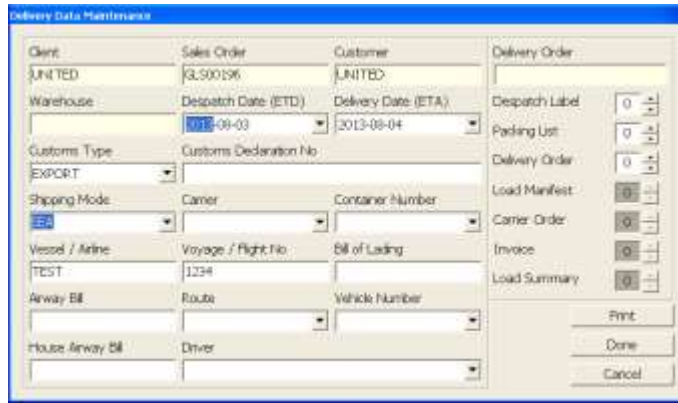 Delivery Data Maintenance
Client Sales Order Customer Delivery Order
UNITED GLS00196 UNITED
Warehouse Despatch Date (ETD) Delivery Date (ETA) Despatch Label 0
2013-08-03 2013-08-04 Packing List 0
Customs Type Customs Declaration No Delivery Order 0
EXPORT
Load Manifest 0
Shipping Mode Carrier Container Number
SEA Carrier Order 0
Vessel / Airline Voyage / Flight No Bill of Lading Invoice 0
TEST 1234 Load Summary 0
Airway Bill Route Vehicle Number
Print
House Airway Bill Driver Done
Cancel